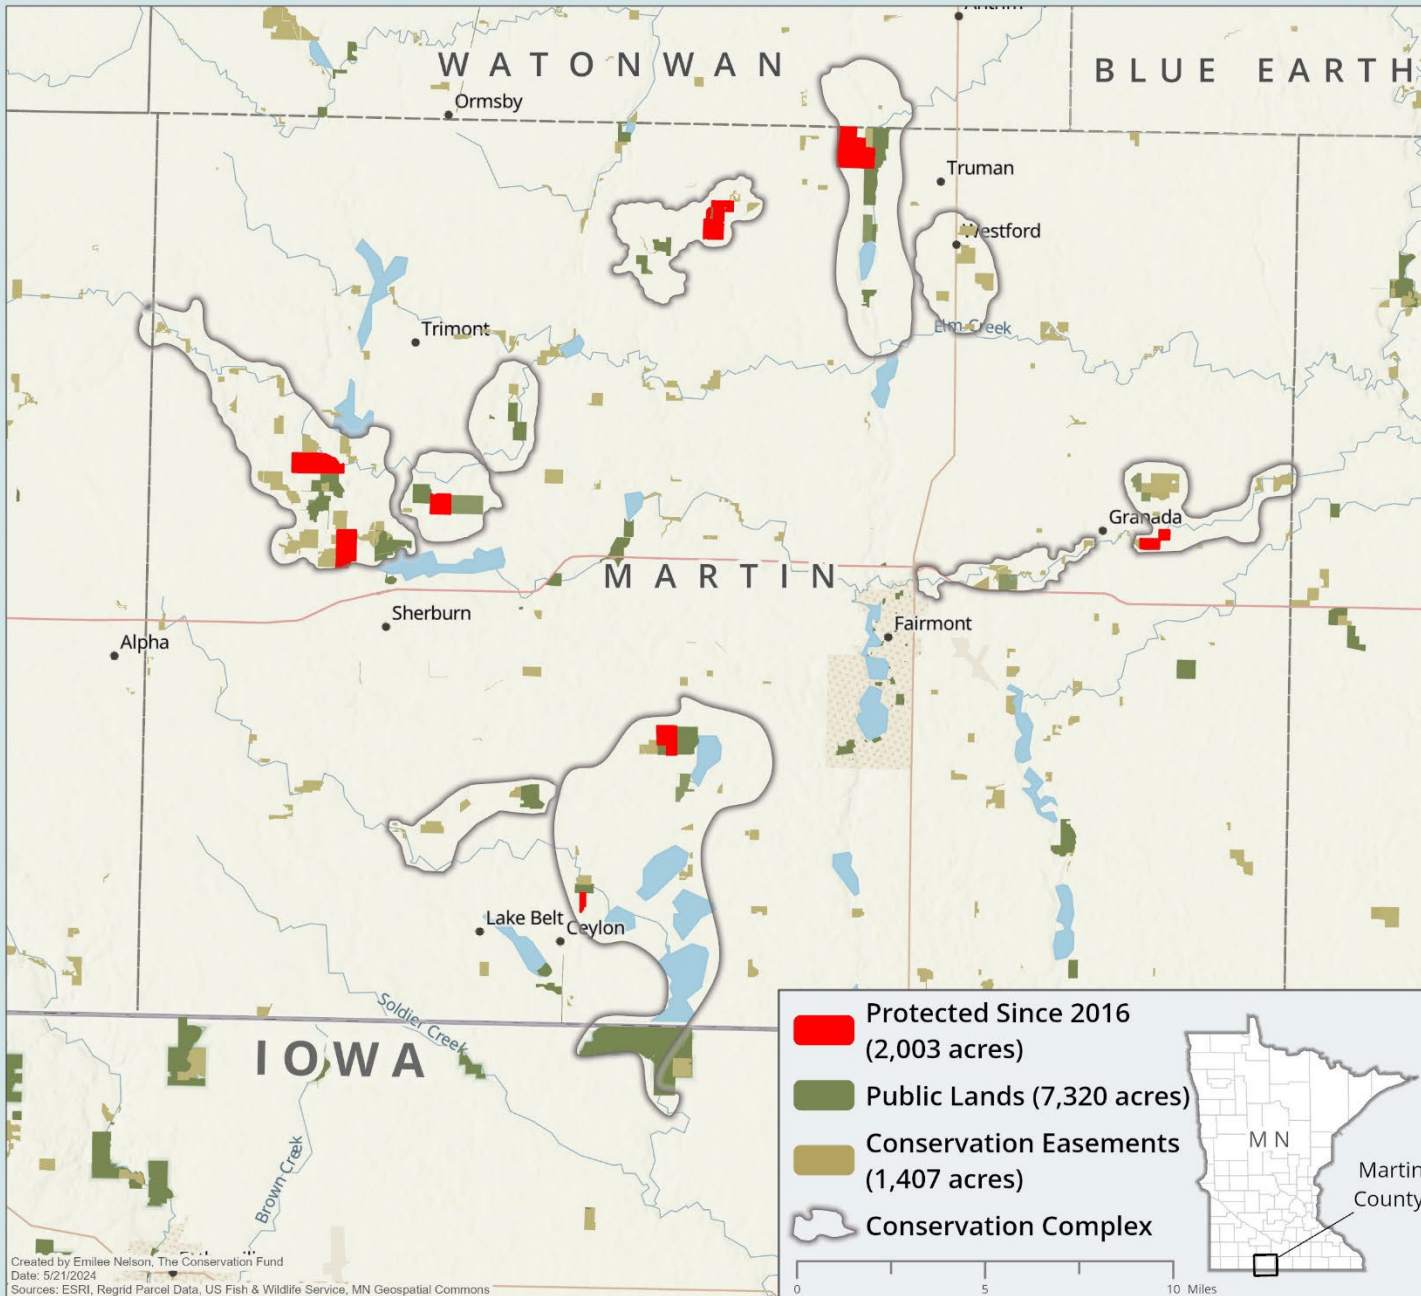 WATONWAN
BLUE EARTH
Ormsby
Truman
Westford
Elm Creek
Trimont
Granada
MARTIN
Fairmont
Sherburn
Alpha
Lake Belt
Ceylon
Soldier Creek
IOWA
Brown Creek
Protected Since 2016
(2,003 acres)
Public Lands (7,320 acres)
Conservation Easements
(1,407 acres)
Conservation Complex
MN
Martin
County
0 5 10 Miles
Created by Emilee Nelson, The Conservation Fund
Date: 5/21/2024
Sources: ESRI, Regrid Parcel Data, US Fish & Wildlife Service, MN Geospatial Commons